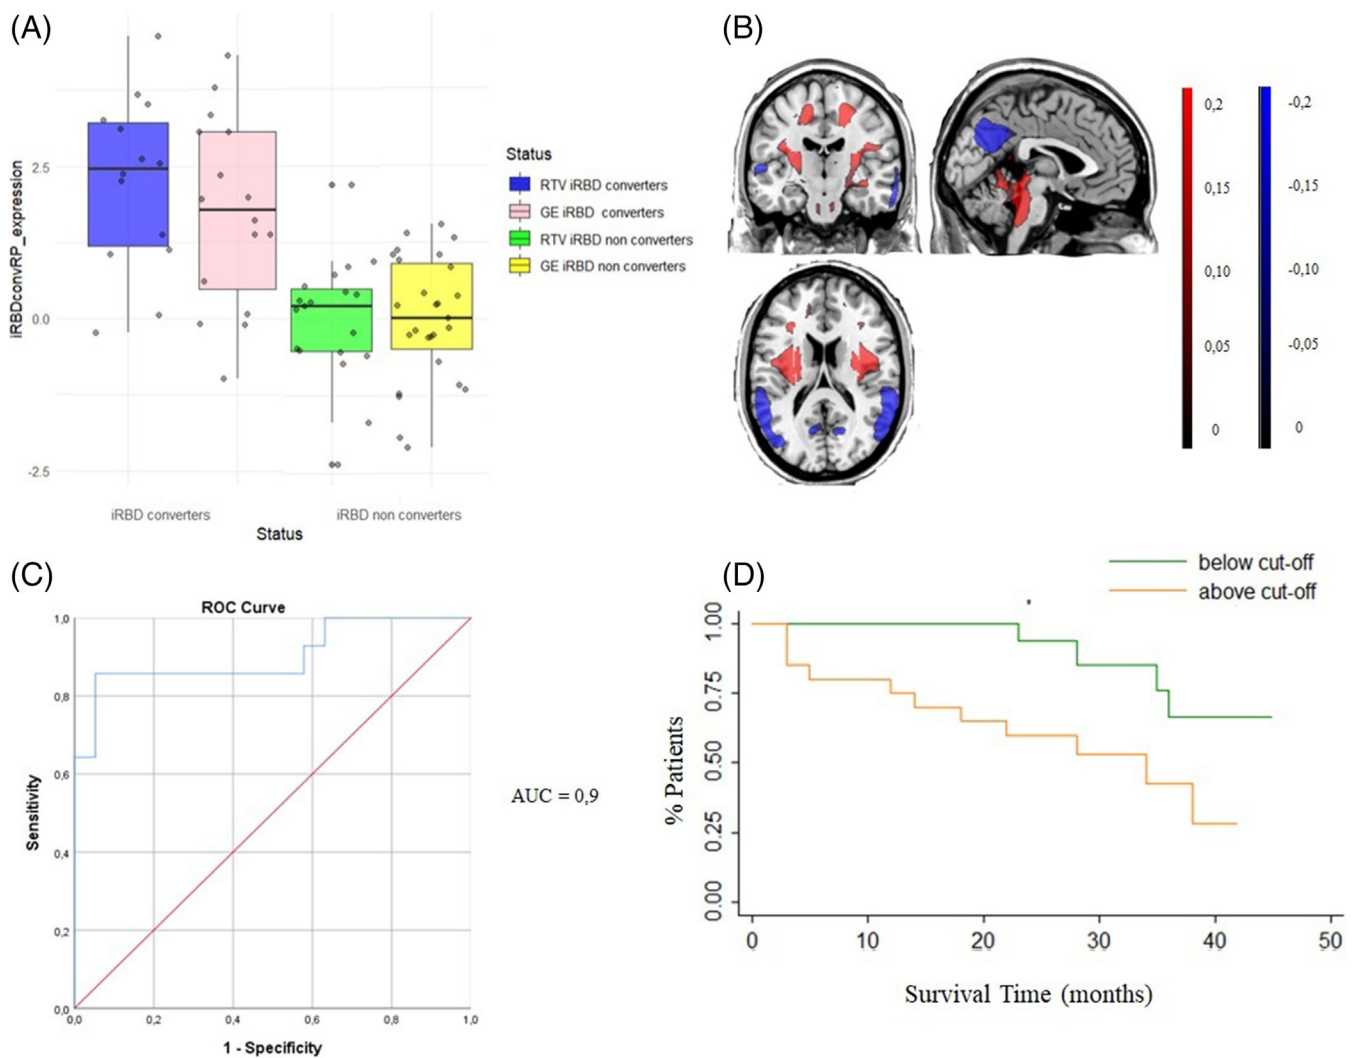 (A)
iRBDconvRP_expression
2.5
0.0
-2.5
iRBD converters
iRBD non converters
Status
Status
RTV iRBD converters
GE iRBD converters
RTV iRBD non converters
GE iRBD non converters
(B)
0,2
0,15
0,10
0,05
0
-0,2
-0,15
-0,10
-0,05
-0
(C)
ROC Curve
Sensitivity
1,0
0,8
0,6
0,4
0,2
0,0
0,0
0,2
0,4
0,6
0,8
1,0
1 - Specificity
AUC = 0,9
(D)
below cut-off
above cut-off
% Patients
1.00
0.75
0.50
0.25
0.00
0
10
20
30
40
50
Survival Time (months)